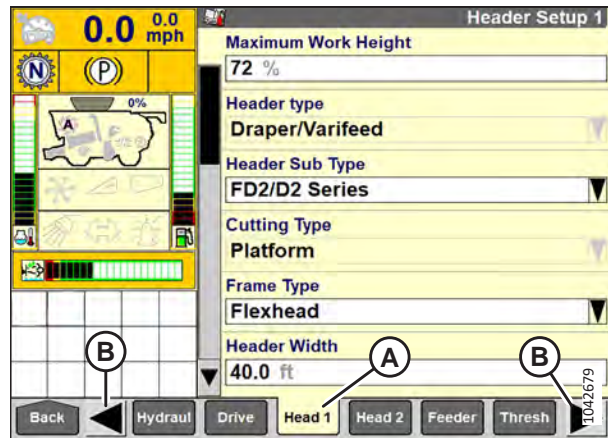 0.0 0.0 mph
Header Setup 1
N (P)
Maximum Work Height
72 %
0%
A
Header type
Draper/Varifeed
Header Sub Type
FD2/D2 Series
Cutting Type
Platform
Frame Type
Flexhead
Header Width
40.0 ft
B
A
B
Back
Hydraul
Drive
Head 1
Head 2
Feeder
Thresh
1042679